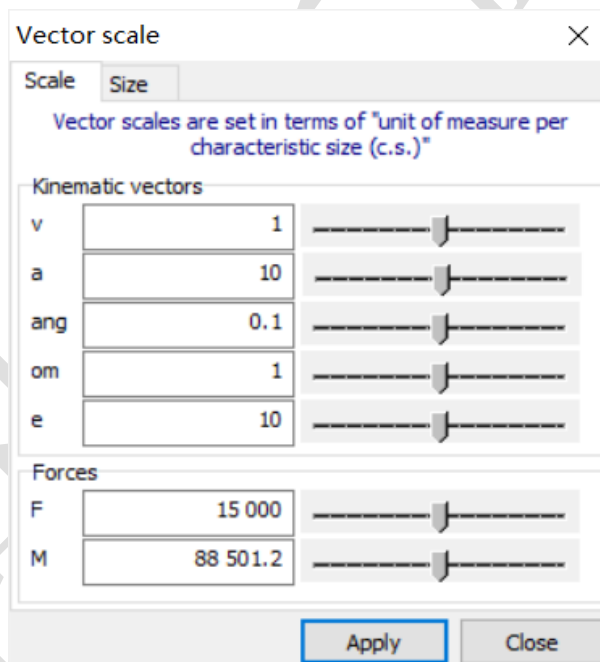 Vector scale
Scale Size
Vector scales are set in terms of "unit of measure per
characteristic size (c.s.)"
Kinematic vectors
v 1
a 10
ang 0.1
om 1
e 10
Forces
F 15 000
M 88 501.2
Apply Close